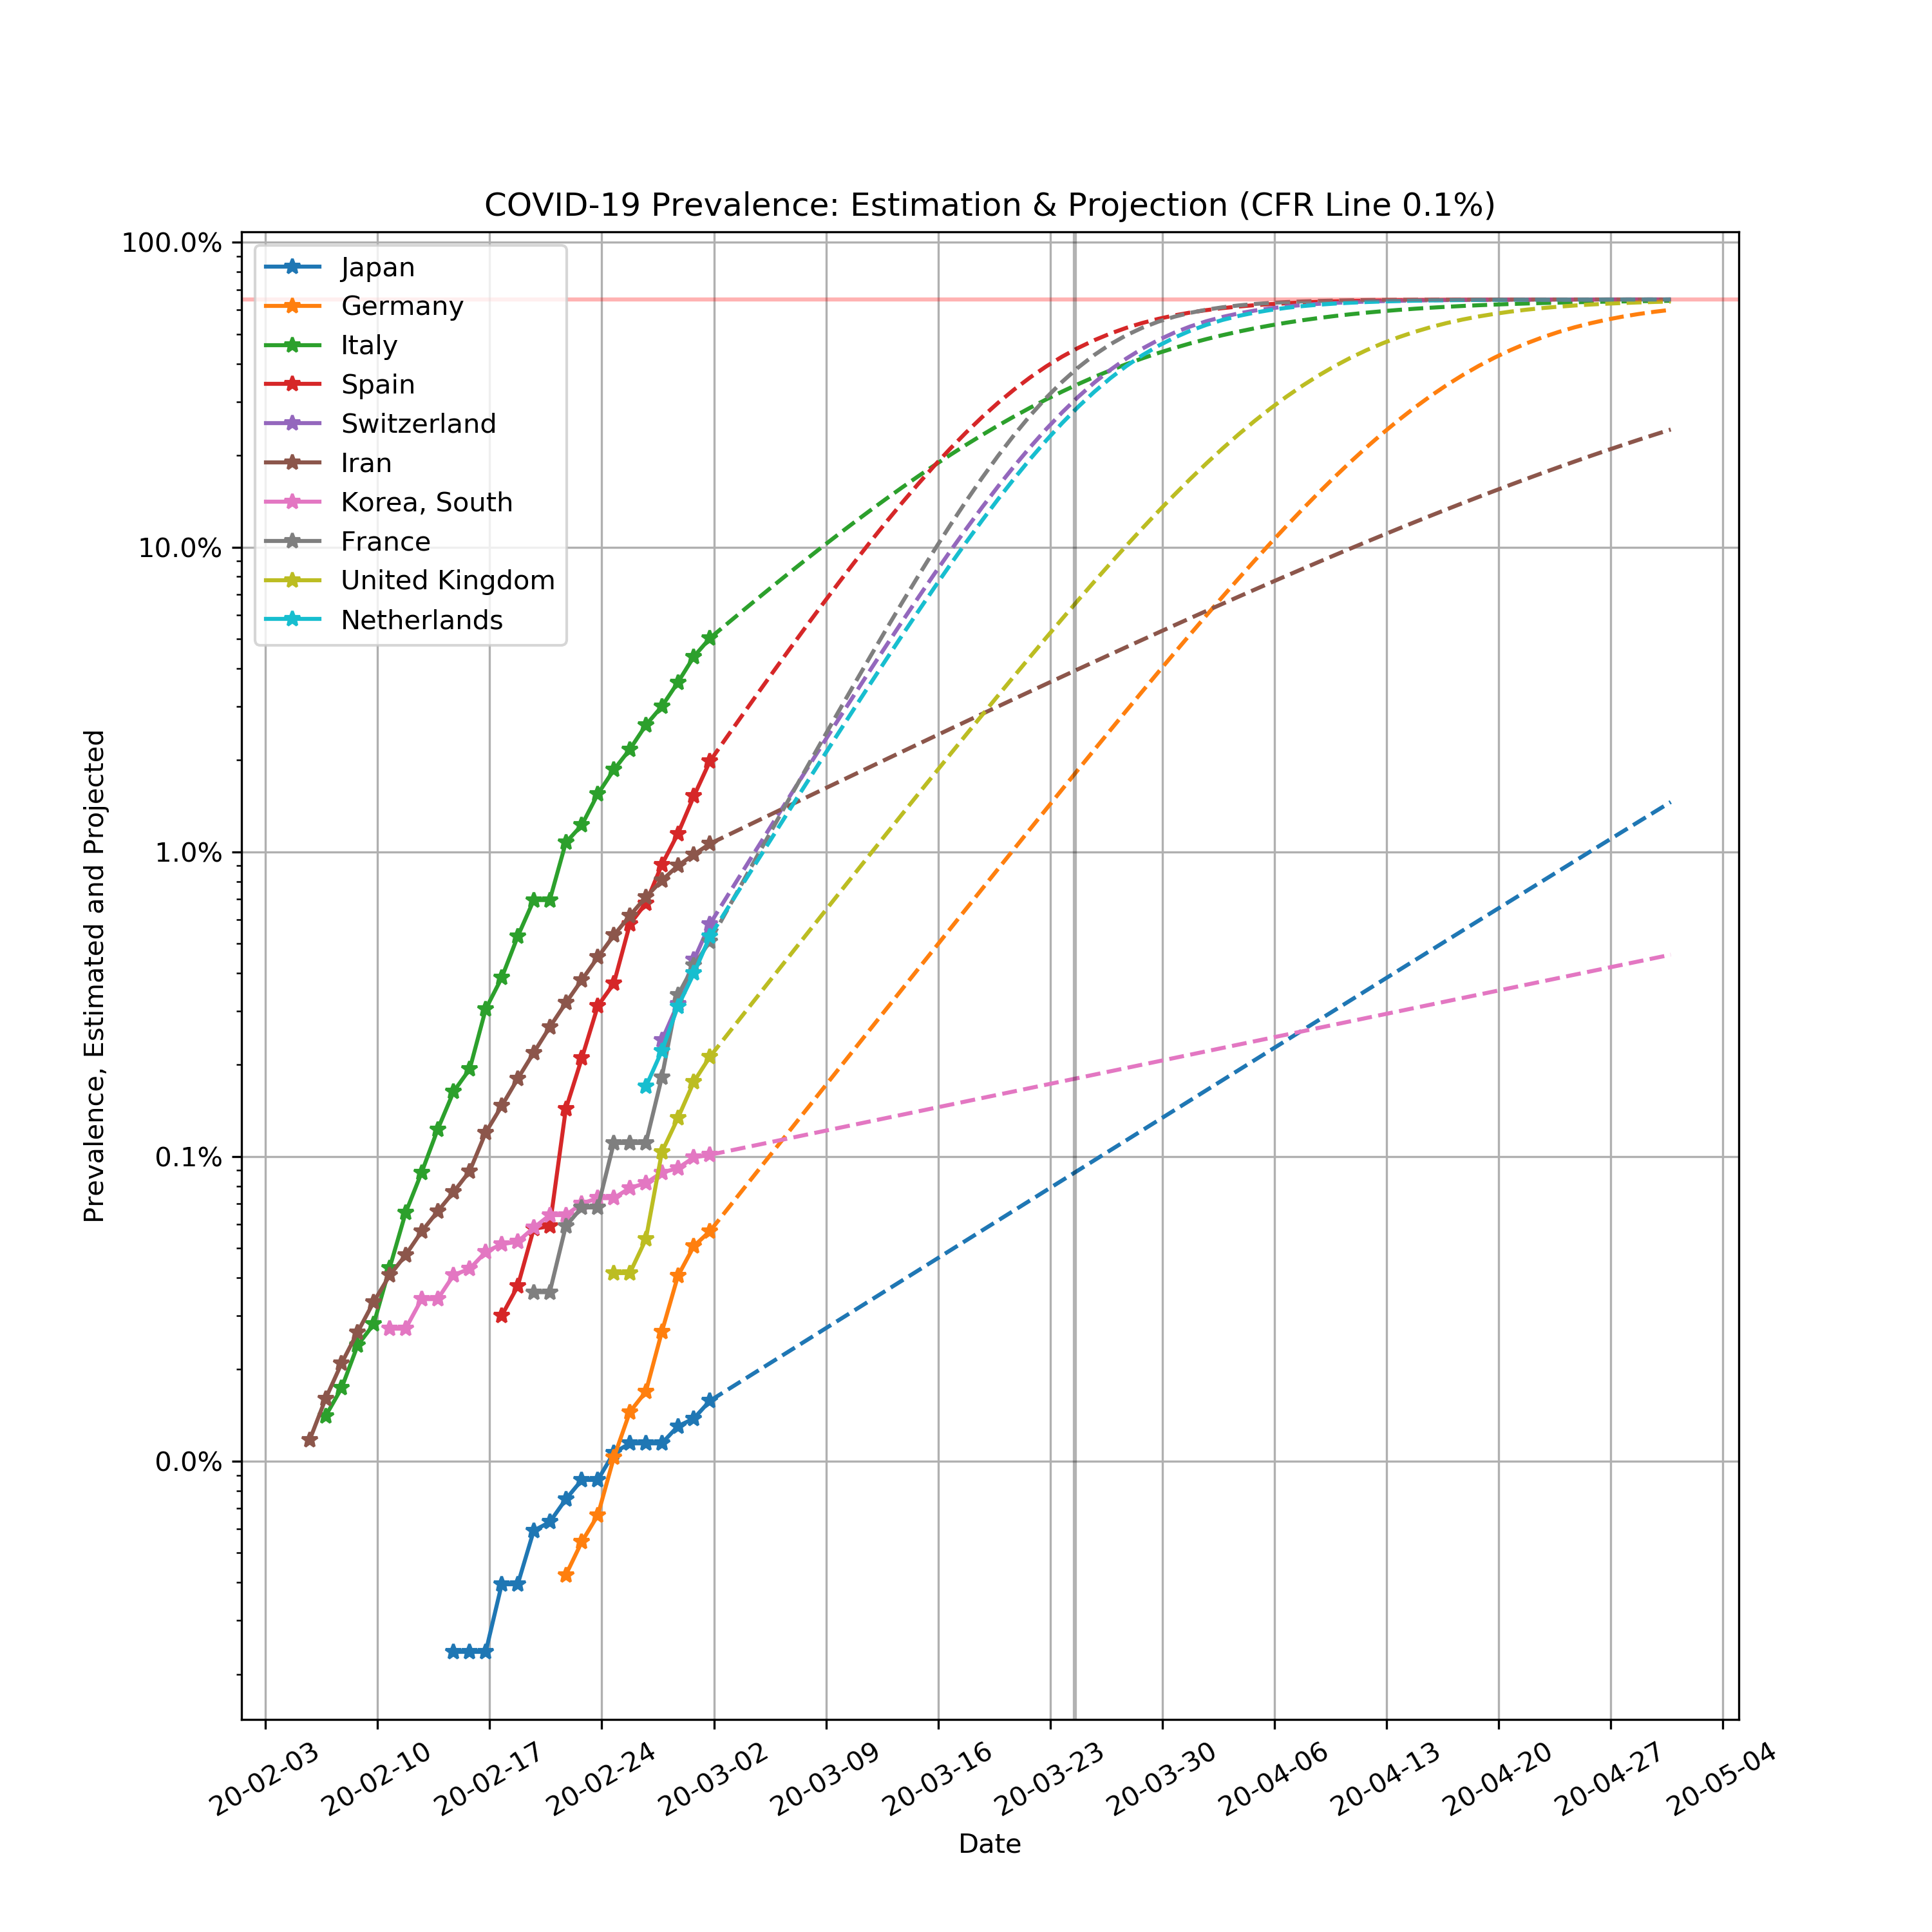 COVID-19 Prevalence: Estimation & Projection (CFR Line 0.1%)
100.0%
10.0%
1.0%
0.1%
0.0%
Prevalence, Estimated and Projected
Japan
Germany
Italy
Spain
Switzerland
Iran
Korea, South
France
United Kingdom
Netherlands
20-02-03
20-02-10
20-02-17
20-02-24
20-03-02
20-03-09
20-03-16
20-03-23
20-03-30
20-04-06
20-04-13
20-04-20
20-04-27
20-05-04
Date